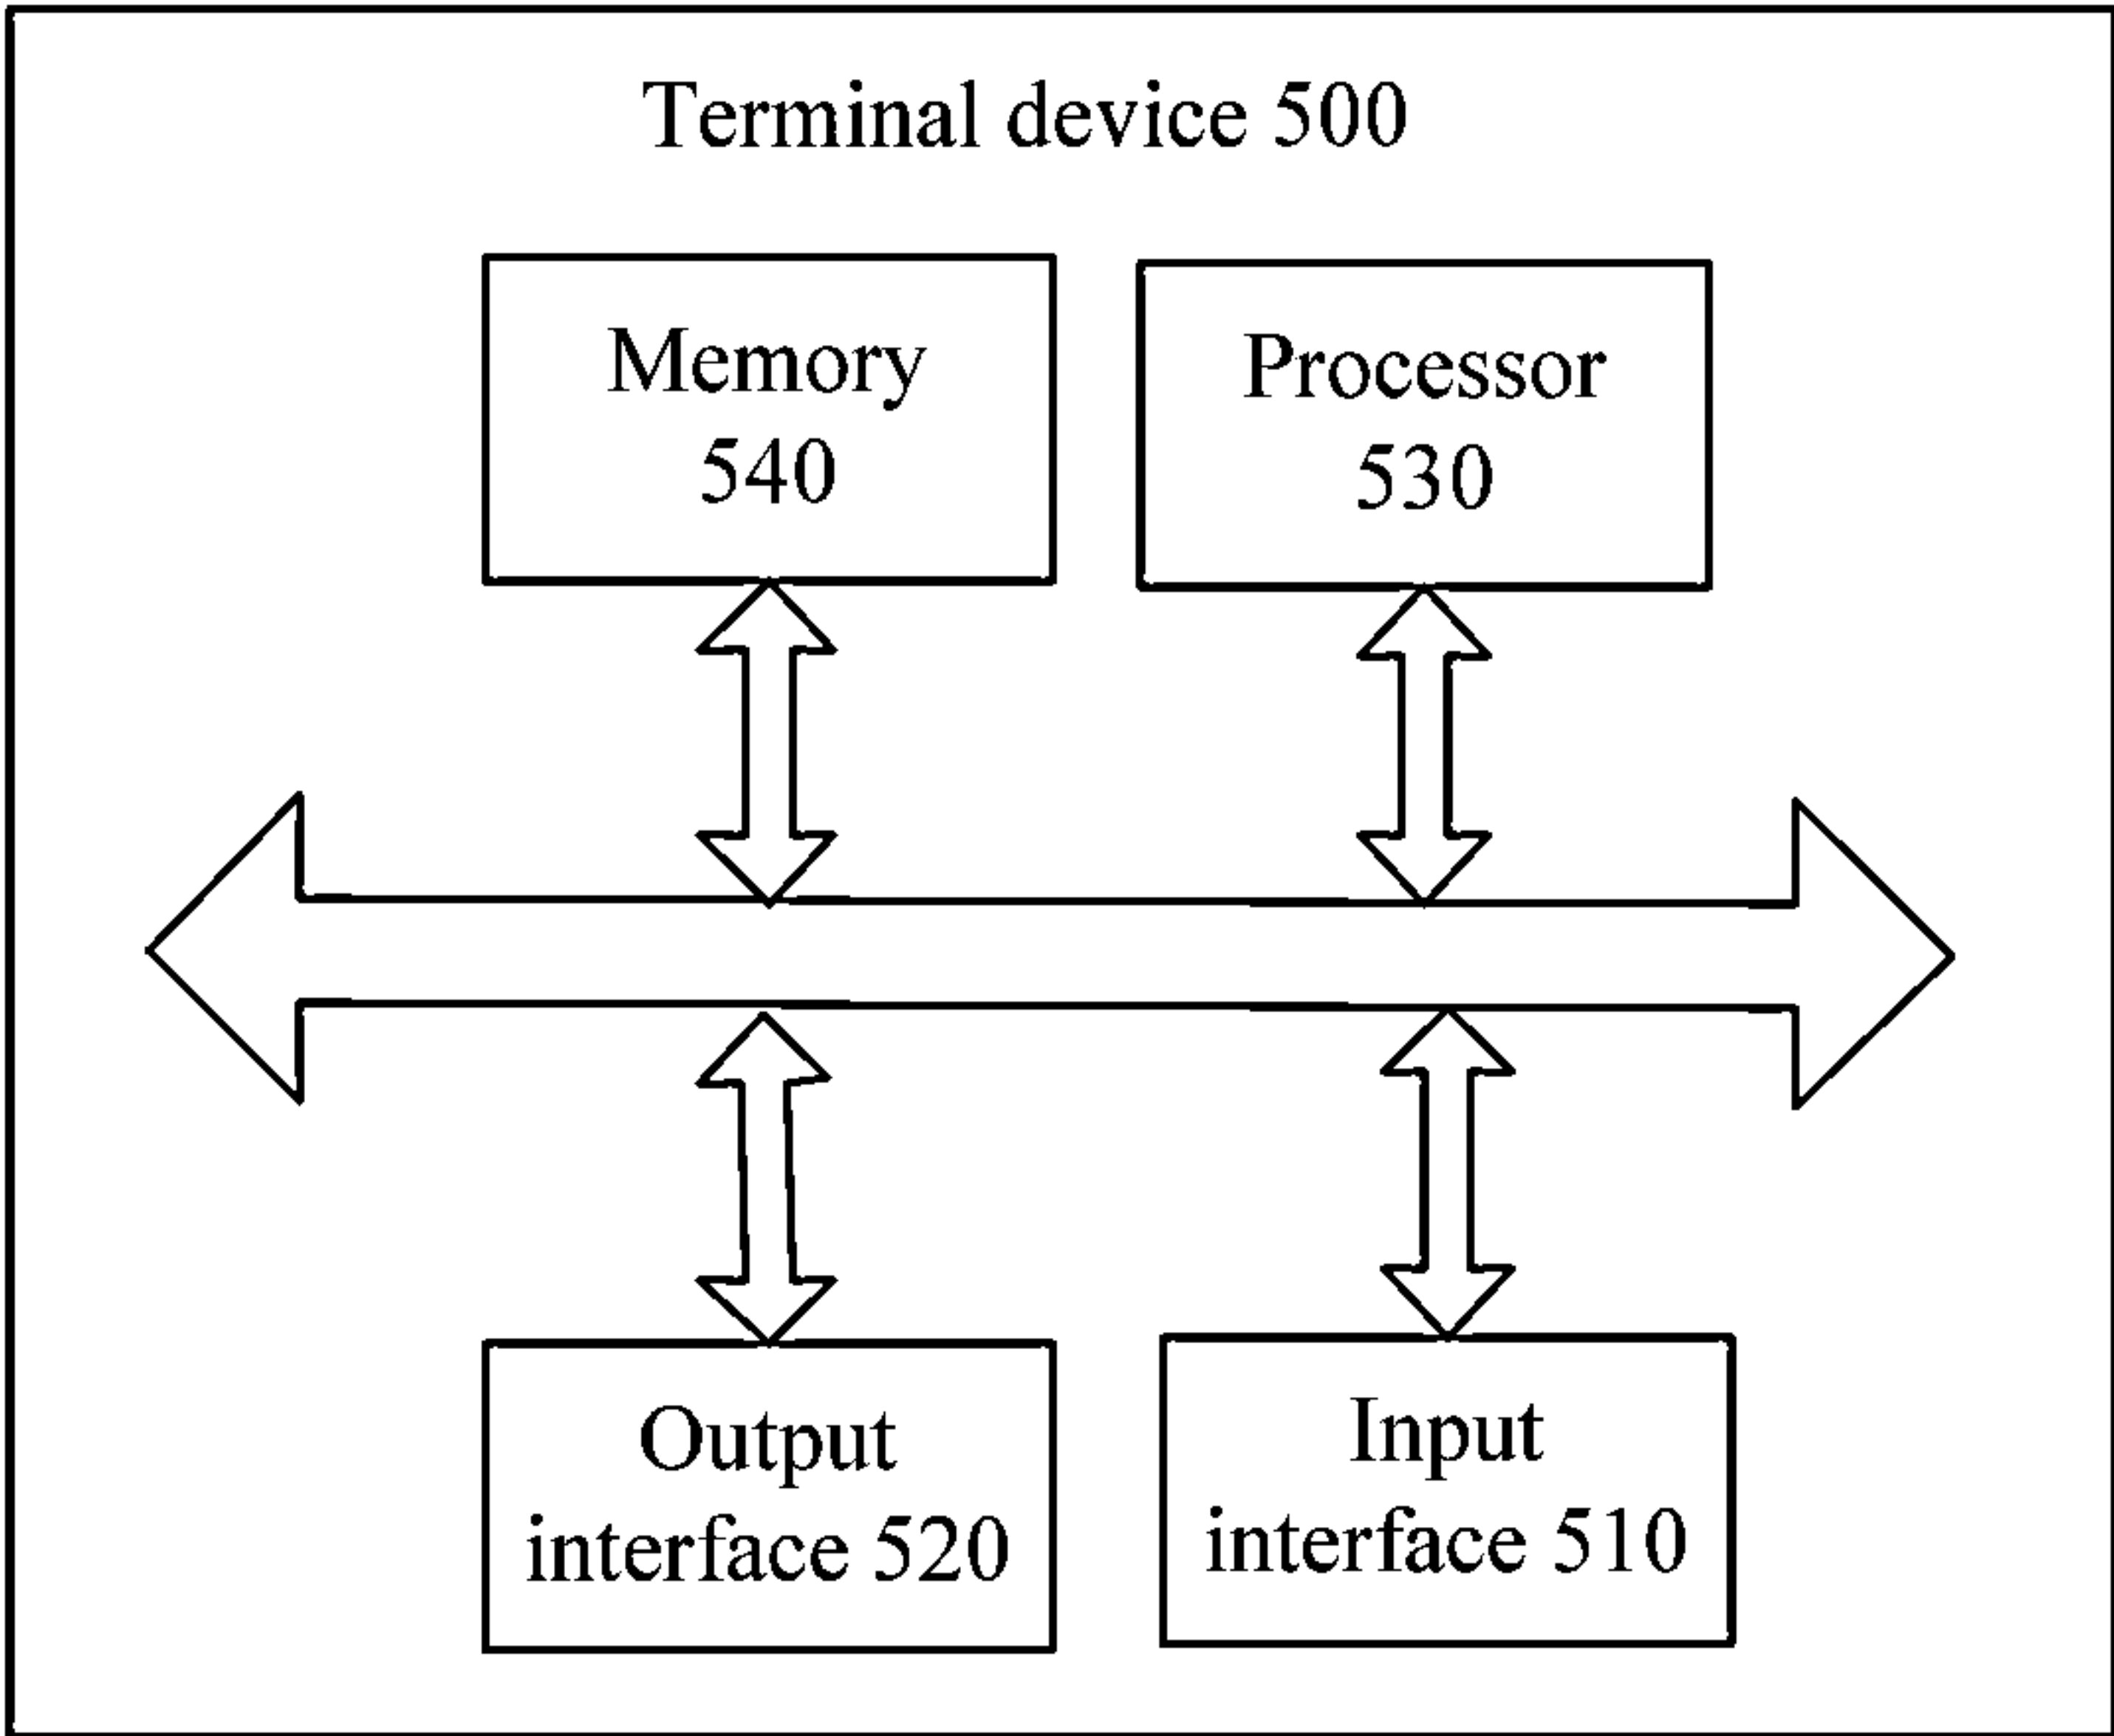 Terminal device 500
Memory
540
Processor
530
Output
interface 520
Input
interface 510